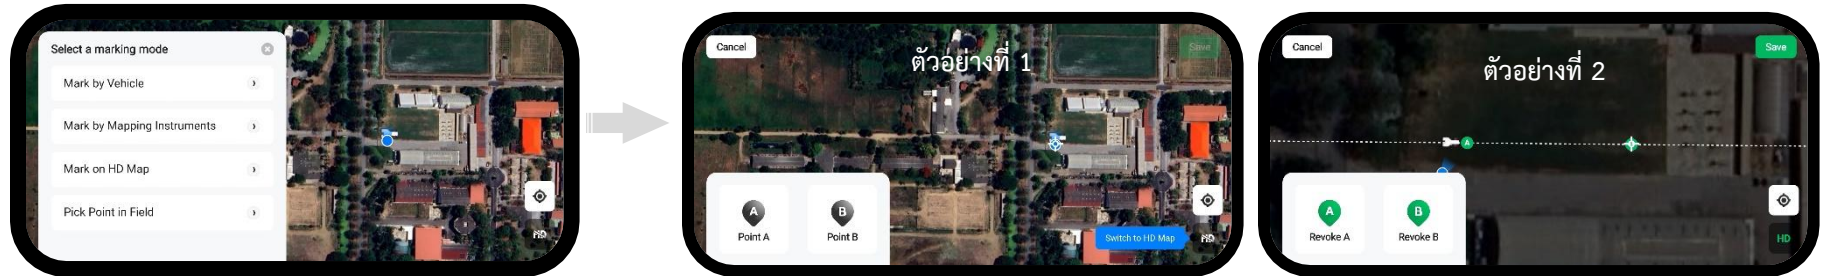 Select a marking mode
Mark by Vehicle
Mark by Mapping Instruments
Mark on HD Map
Pick Point in Field
HD
Cancel
Save
ตัวอย่างที่ 1
A
B
Point A
Point B
Switch to HD Map
HD
Cancel
Save
ตัวอย่างที่ 2
A
A
B
Revoke A
Revoke B
HD